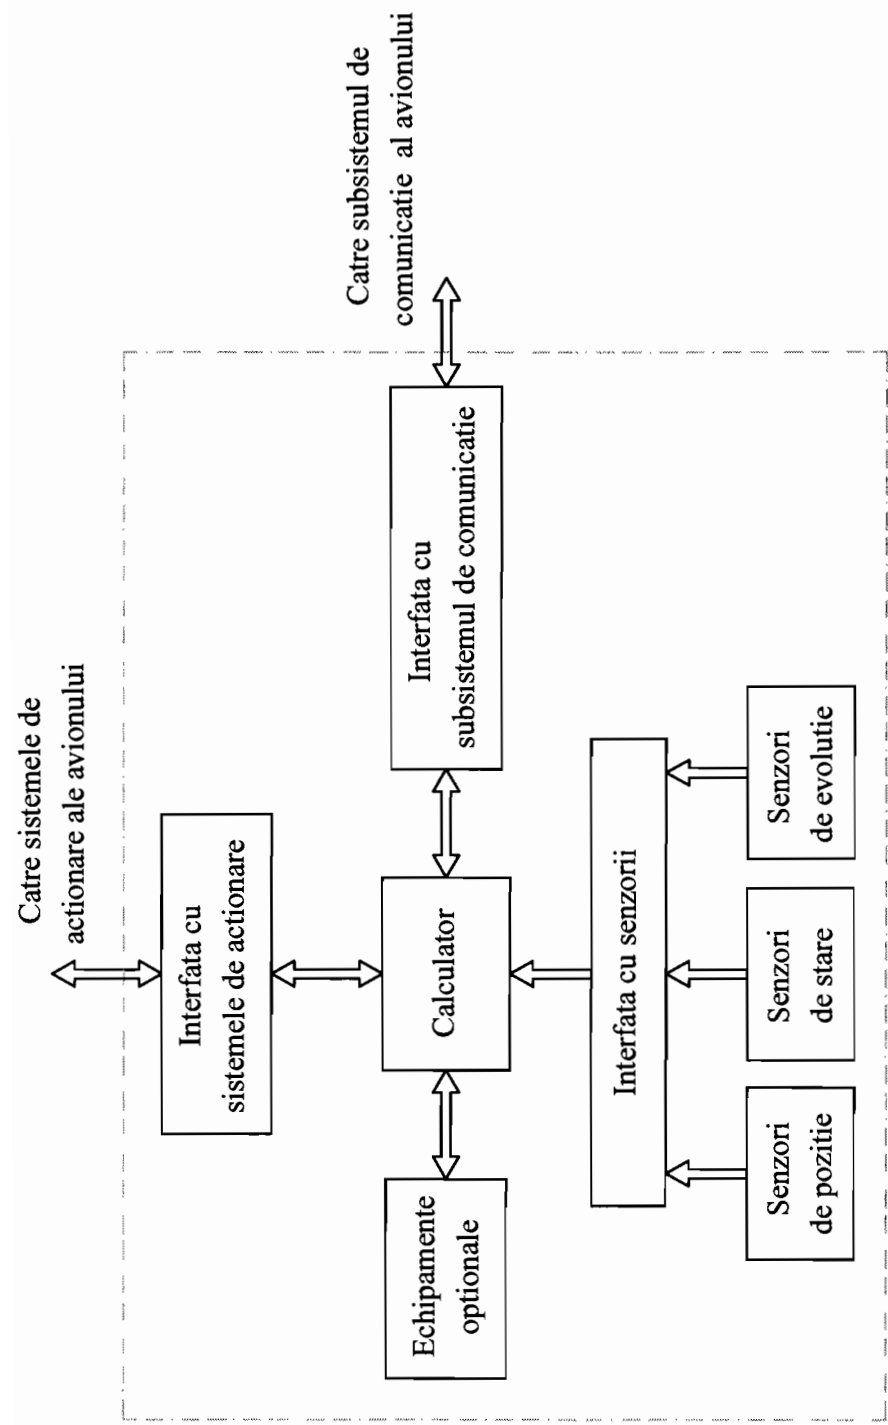 Catre sistemele de
actionare ale avionului
Interfata cu
sistemele de actionare
Catre subsistemul de
comunicatie al avionului
Echipamente
optionale
Calculator
Interfata cu
subsistemul de comunicatie
Interfata cu senzorii
Senzori
de pozitie
Senzori
de stare
Senzori
de evolutie